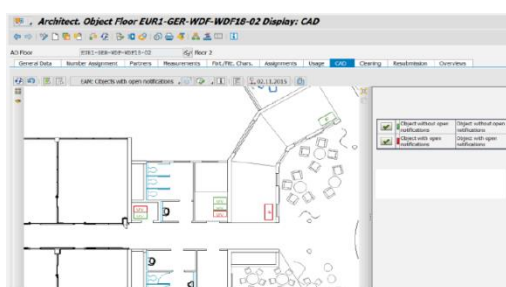 Architect. Object Floor EUR1-GER-WDF-WDF18-02 Display: CAD
AO Floor EUR1-GER-WDF-WDF18-02 floor 2
General Data Number Assignment Partners Measurements Fixt./Fitt. Chars. Assignments Usage CAD Cleaning Resubmission Overviews
Objects with open notifications 02.11.2015
Object without open notifications Object without open notifications
Object with open notifications Object with open notifications